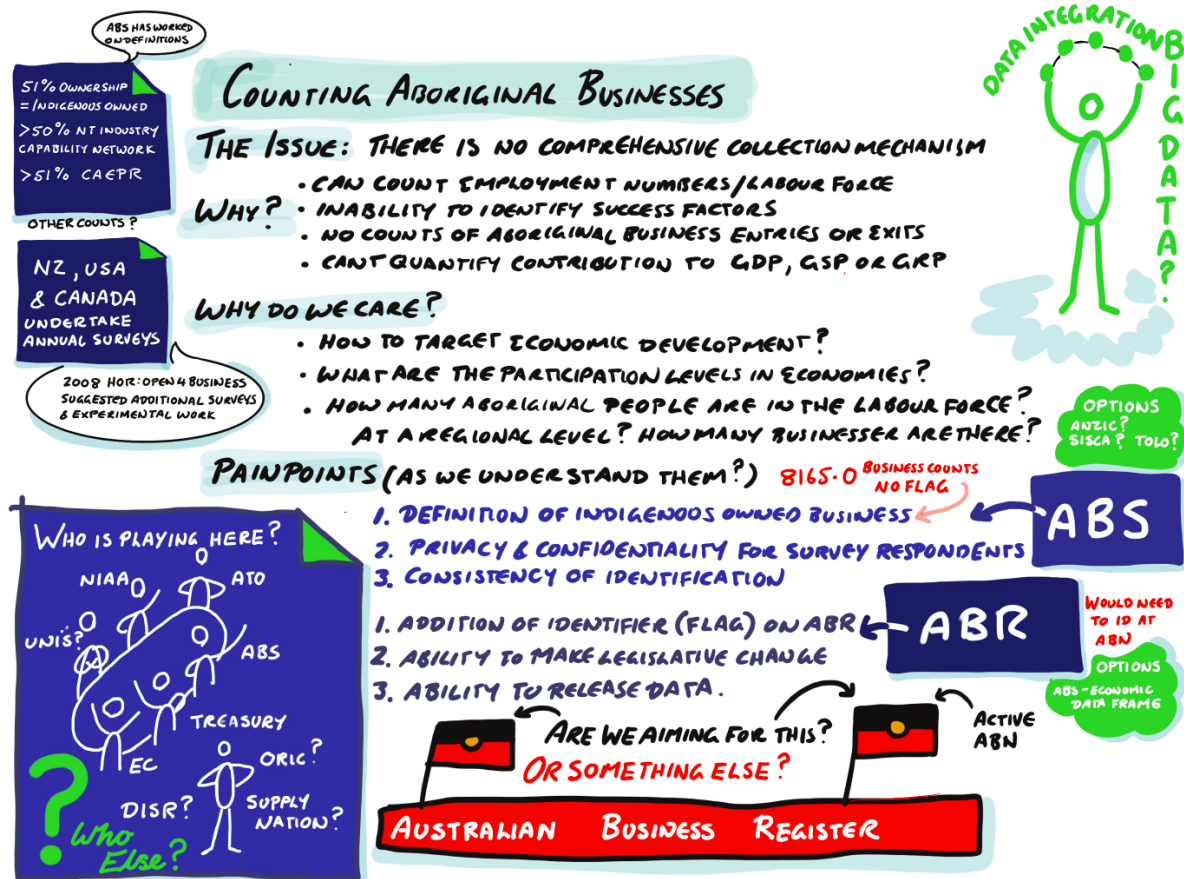 ABS HAS WORKED
ON DEFINITIONS
51% OWNERSHIP
= INDIGENOUS OWNED
>50% NT INDUSTRY
CAPABILITY NETWORK
>51% CAEPR
OTHER COUNTS?
NZ, USA
& CANADA
UNDERTAKE
ANNUAL SURVEYS
2008 HOR: OPEN 4 BUSINESS
SUGGESTED ADDITIONAL SURVEYS
& EXPERIMENTAL WORK
COUNTING ABORIGINAL BUSINESSES
THE ISSUE: THERE IS NO COMPREHENSIVE COLLECTION MECHANISM
WHY?
• CAN COUNT EMPLOYMENT NUMBERS/LABOUR FORCE
• INABILITY TO IDENTIFY SUCCESS FACTORS
• NO COUNTS OF ABORIGINAL BUSINESS ENTRIES OR EXITS
• CANT QUANTIFY CONTRIBUTION TO GDP, GSP OR GRP
WHY DO WE CARE?
• HOW TO TARGET ECONOMIC DEVELOPMENT?
• WHAT ARE THE PARTICIPATION LEVELS IN ECONOMIES?
• HOW MANY ABORIGINAL PEOPLE ARE IN THE LABOUR FORCE?
AT A REGIONAL LEVEL? HOW MANY BUSINESSER ARE THERE?
DATA INTEGRATION
BIG DATA?
PAINPOINTS (AS WE UNDERSTAND THEM?)
8165.0 BUSINESS COUNTS
NO FLAG
1. DEFINITION OF INDIGENOUS OWNED BUSINESS
2. PRIVACY & CONFIDENTIALITY FOR SURVEY RESPONDENTS
3. CONSISTENCY OF IDENTIFICATION
OPTIONS
ANZIC?
SISCA? TOLO?
ABS
1. ADDITION OF IDENTIFIER (FLAG) ON ABR
2. ABILITY TO MAKE LEGISLATIVE CHANGE
3. ABILITY TO RELEASE DATA.
ABR
WOULD NEED
TO ID AT
ABN
OPTIONS
ABS - ECONOMIC
DATA FRAME
WHO IS PLAYING HERE?
NIAA
ATO
UNI'S?
ABS
TREASURY
EC
ORIC?
DISR?
SUPPLY
NATION?
?
Who
Else?
ARE WE AIMING FOR THIS?
OR SOMETHING ELSE?
ACTIVE
ABN
AUSTRALIAN BUSINESS REGISTER